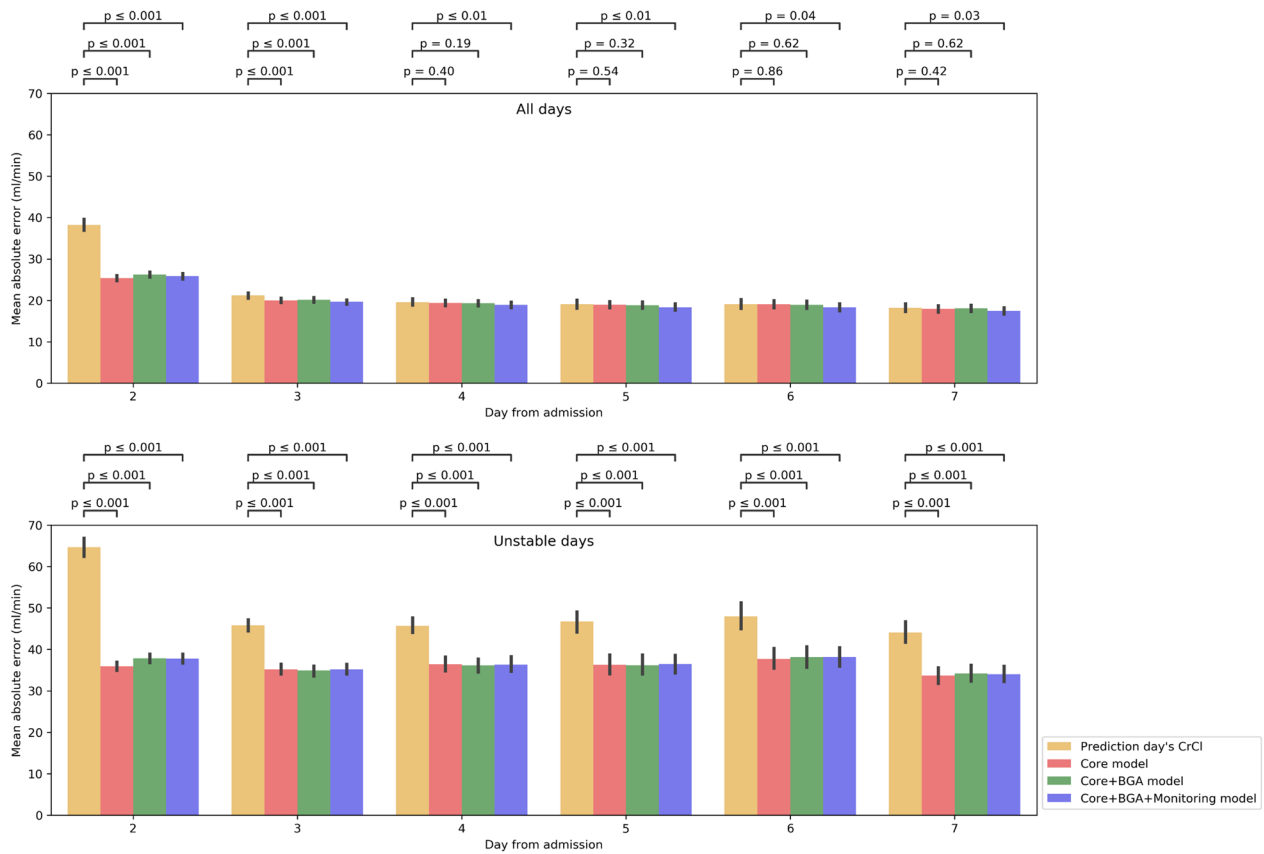 p ≤ 0.001 p ≤ 0.001 p ≤ 0.01 p ≤ 0.01 p = 0.04 p = 0.03
p ≤ 0.001 p ≤ 0.001 p = 0.19 p = 0.32 p = 0.62 p = 0.62
p ≤ 0.001 p ≤ 0.001 p = 0.40 p = 0.54 p = 0.86 p = 0.42
All days
70
60
50
40
30
20
10
0
Mean absolute error (ml/min)
2 3 4 5 6 7
Day from admission
p ≤ 0.001 p ≤ 0.001 p ≤ 0.001 p ≤ 0.001 p ≤ 0.001 p ≤ 0.001
p ≤ 0.001 p ≤ 0.001 p ≤ 0.001 p ≤ 0.001 p ≤ 0.001 p ≤ 0.001
p ≤ 0.001 p ≤ 0.001 p ≤ 0.001 p ≤ 0.001 p ≤ 0.001 p ≤ 0.001
Unstable days
70
60
50
40
30
20
10
0
Mean absolute error (ml/min)
2 3 4 5 6 7
Day from admission
Prediction day's CrCl
Core model
Core+BGA model
Core+BGA+Monitoring model